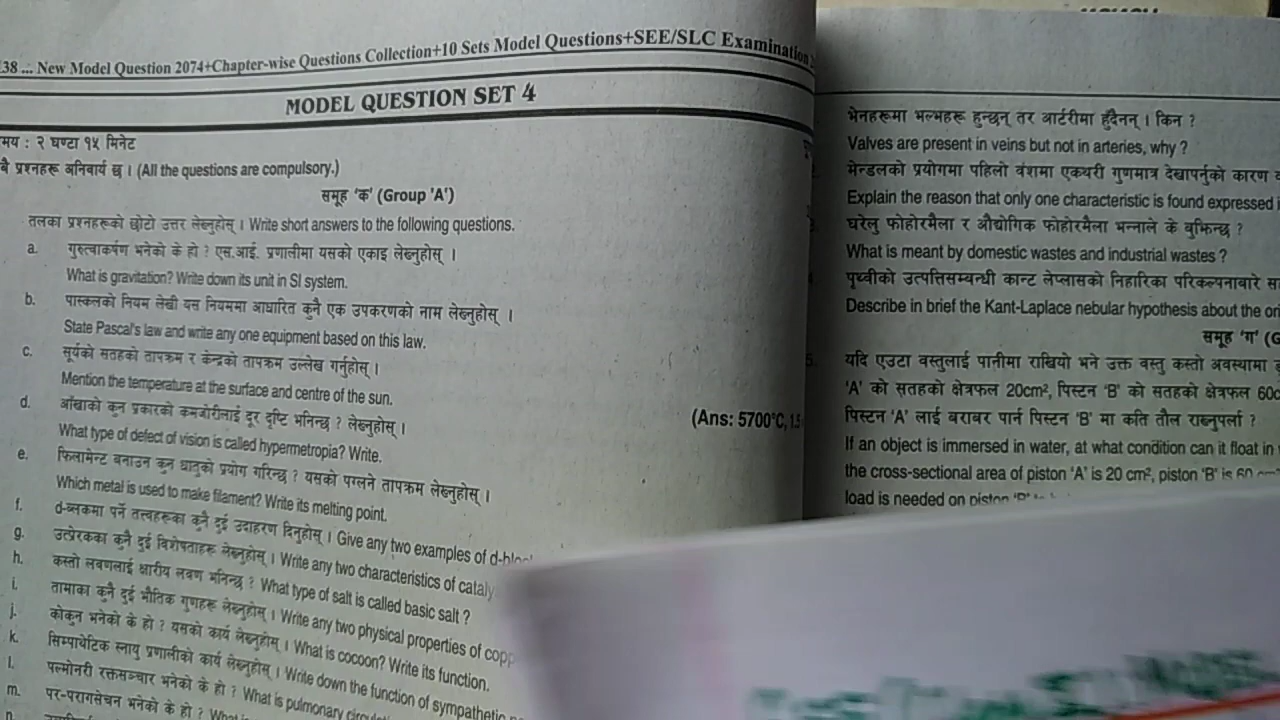 38 ... New Model Question 2074+Chapter-wise Questions Collection+10 Sets Model Questions+SEE/SLC Examination
MODEL QUESTION SET 4
मय : २ घण्टा १५ मिनेट
बै प्रश्नहरू अनिवार्य छ । (All the questions are compulsory.)
समूह ‘क’ (Group 'A')
तलका प्रश्नहरूको छोटो उत्तर लेख्नुहोस् । Write short answers to the following questions.
a. गुरुत्वाकर्षण भनेको के हो ? एस.आई. प्रणालीमा यसको एकाइ लेख्नुहोस् ।
What is gravitation? Write down its unit in SI system.
b. पास्कलको नियम लेखी यस नियममा आधारित कुनै एक उपकरणको नाम लेख्नुहोस् ।
State Pascal's law and write any one equipment based on this law.
c. सूर्यको सतहको तापक्रम र केन्द्रको तापक्रम उल्लेख गर्नुहोस् ।
Mention the temperature at the surface and centre of the sun.
(Ans: 5700°C, 1.5
d. आँखाको कुन प्रकारको कमजोरीलाई दूर दृष्टि भनिन्छ ? लेख्नुहोस् ।
What type of defect of vision is called hypermetropia? Write.
e. फिलामेन्ट बनाउन कुन धातुको प्रयोग गरिन्छ ? यसको पग्लने तापक्रम लेख्नुहोस् ।
Which metal is used to make filament? Write its melting point.
f. d-ब्लकमा पर्ने तत्त्वहरूका कुनै दुई उदाहरण दिनुहोस् । Give any two examples of
g. उत्प्रेरकका कुनै दुई विशेषताहरू लेख्नुहोस् । Write any two characteristics of cataly
h. कस्तो लवणलाई क्षारीय लवण भनिन्छ ? What type of salt is called basic salt ?
i. तामाका कुनै दुई भौतिक गुणहरू लेख्नुहोस् । Write any two physical properties of copp
j. कोकुन भनेको के हो ? यसको कार्य लेख्नुहोस् । What is cocoon? Write its function.
k. सिम्पाथेटिक स्नायु प्रणालीको कार्य लेख्नुहोस् । Write down the function of sympathetic
l. पल्मोनरी रक्तसञ्चार भनेको के हो ? What is pulmonary
m. पर-परागसेचन भनेको के हो ?
n.
भेनहरूमा भल्भहरू हुन्छन् तर आर्टरीमा हुँदैनन् । किन ?
Valves are present in veins but not in arteries, why ?
मेन्डलको प्रयोगमा पहिलो वंशमा एकथरी गुणमात्र देखापर्नुको कारण
Explain the reason that only one characteristic is found expressed
घरेलु फोहोरमैला र औद्योगिक फोहोरमैला भन्नाले के बुझिन्छ ?
What is meant by domestic wastes and industrial wastes ?
पृथ्वीको उत्पत्तिसम्बन्धी कान्ट लेप्लासको निहारिका परिकल्पनाबारे
Describe in brief the Kant-Laplace nebular hypothesis about the
समूह ‘ग’ (G
5. यदि एउटा वस्तुलाई पानीमा राखियो भने उक्त वस्तु कस्तो अवस्थामा
‘A’ को सतहको क्षेत्रफल 20cm², पिस्टन ‘B’ को सतहको क्षेत्रफल 60c
पिस्टन ‘A’ लाई बराबर पार्न पिस्टन ‘B’ मा कति तौल राख्नुपर्ला ?
If an object is immersed in water, at what condition can it float in
the cross-sectional area of piston ‘A’ is 20 cm², piston ‘B’ is 60
load is needed on piston